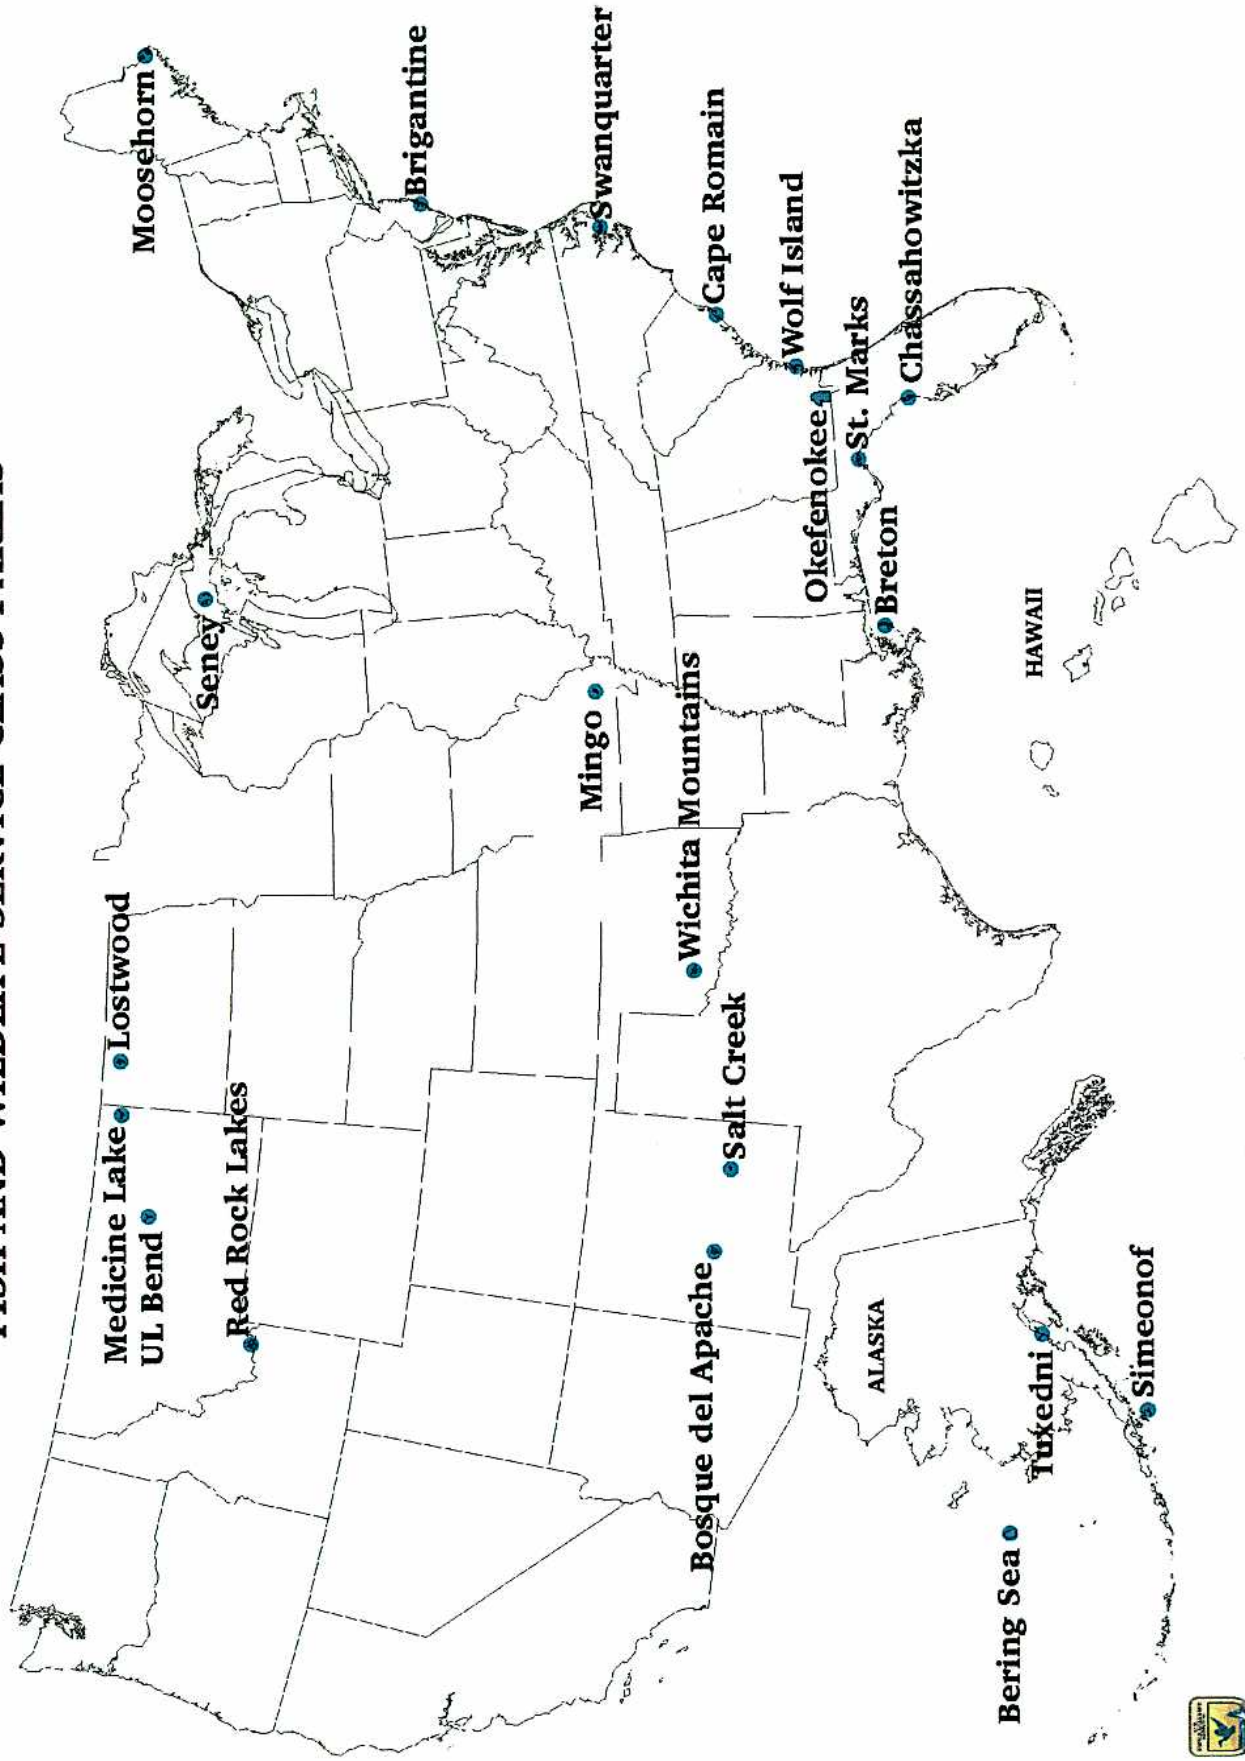 Moosehorn
Lostwood
Medicine Lake
UL Bend
Seney
Red Rock Lakes
Brigantine
Mingo
Swanquarter
Wichita Mountains
Cape Romain
Salt Creek
Bosque del Apache
Wolf Island
Okefenokee
St. Marks
Breton
Chassahowitzka
ALASKA
HAWAII
Bering Sea
Tuxedni
Simeonof